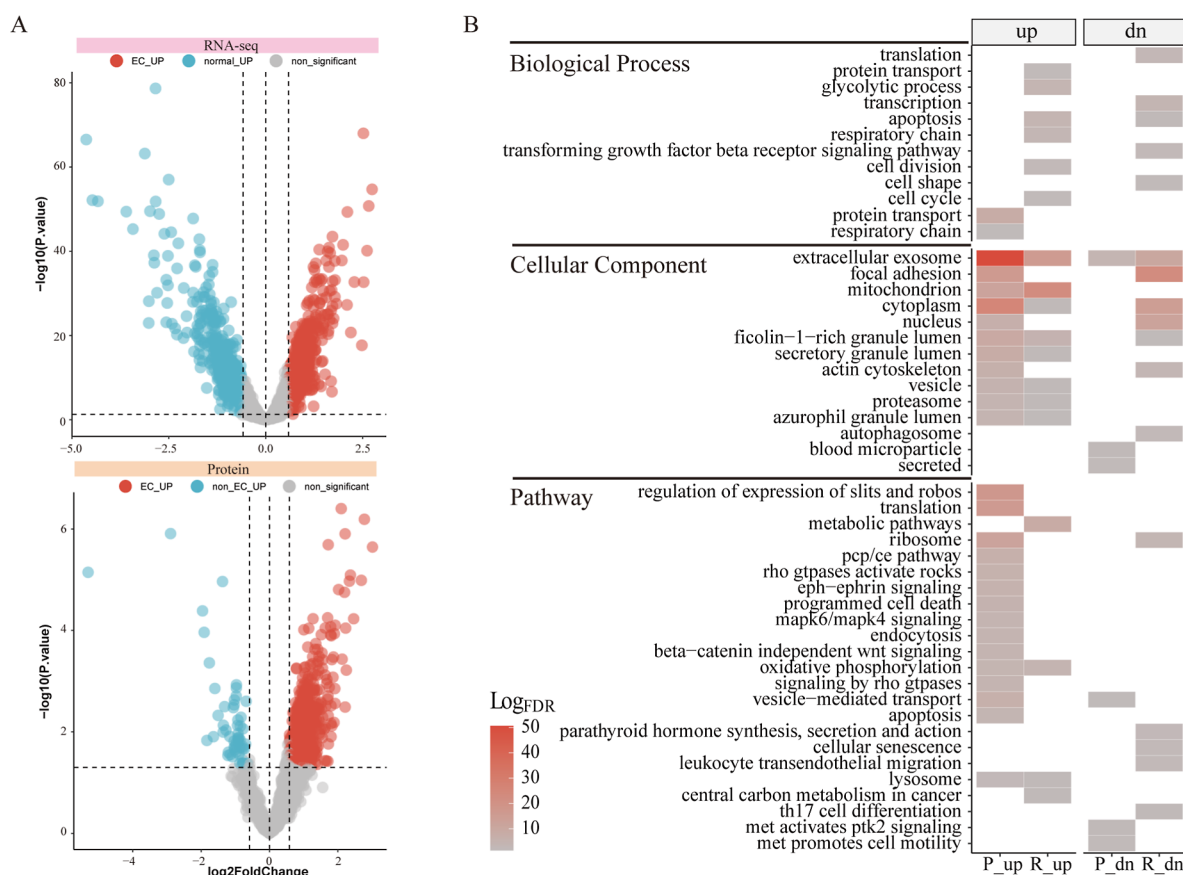 A
RNA-seq
EC_UP normal_UP non_significant
80
60
40
20
0
−log10(P.value)
−5.0 −2.5 0.0 2.5
Protein
EC_UP non_EC_UP non_significant
6
4
2
0
−log10(P.value)
−4 −2 0 2
log2FoldChange
B
up dn
Biological Process
translation
protein transport
glycolytic process
transcription
apoptosis
respiratory chain
transforming growth factor beta receptor signaling pathway
cell division
cell shape
cell cycle
protein transport
respiratory chain
Cellular Component
extracellular exosome
focal adhesion
mitochondrion
cytoplasm
nucleus
ficolin−1−rich granule lumen
secretory granule lumen
actin cytoskeleton
vesicle
proteasome
azurophil granule lumen
autophagosome
blood microparticle
secreted
Pathway
regulation of expression of slits and robos
translation
metabolic pathways
ribosome
pcp/ce pathway
rho gtpases activate rocks
eph−ephrin signaling
programmed cell death
mapk6/mapk4 signaling
endocytosis
beta−catenin independent wnt signaling
oxidative phosphorylation
signaling by rho gtpases
vesicle−mediated transport
apoptosis
parathyroid hormone synthesis, secretion and action
cellular senescence
leukocyte transendothelial migration
lysosome
central carbon metabolism in cancer
th17 cell differentiation
met activates ptk2 signaling
met promotes cell motility
P_up R_up P_dn R_dn
LogFDR
50
40
30
20
10